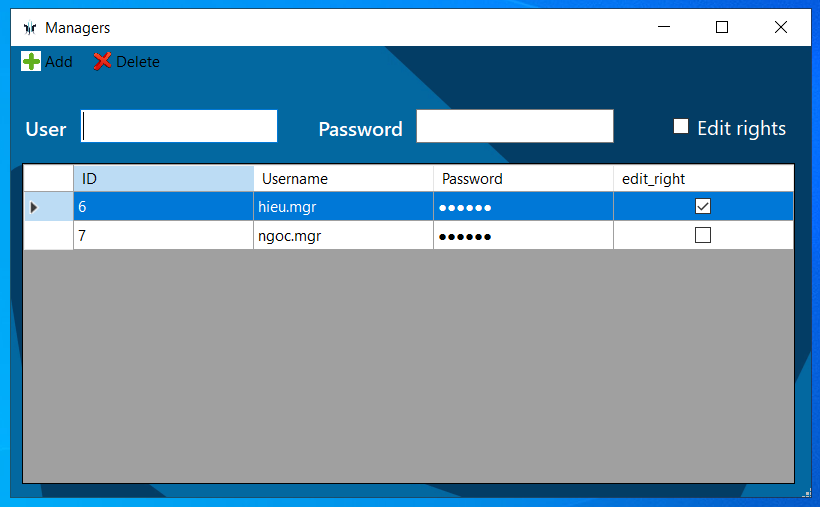 Managers
Add Delete
User Password Edit rights
ID Username Password edit_right
6 hieu.mgr ●●●●●●
7 ngoc.mgr ●●●●●●